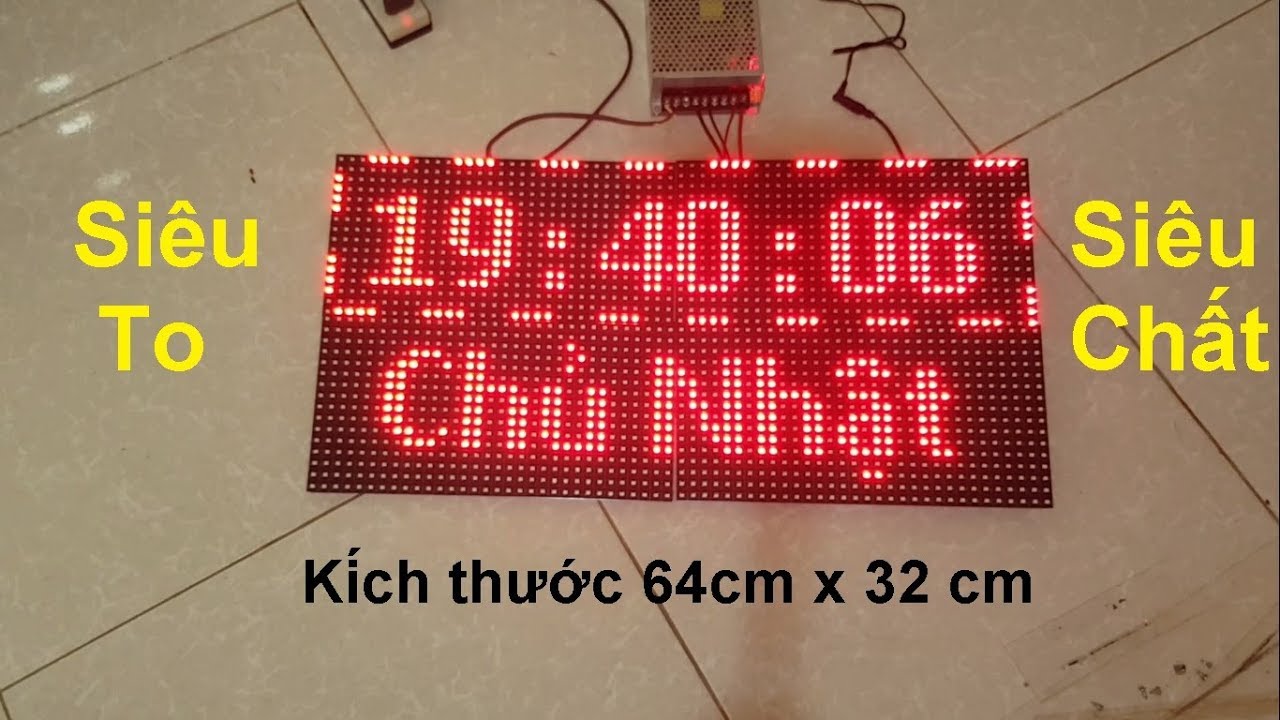 19:40:06
Chủ Nhật
Siêu
To
Siêu
Chất
Kích thước 64cm x 32 cm